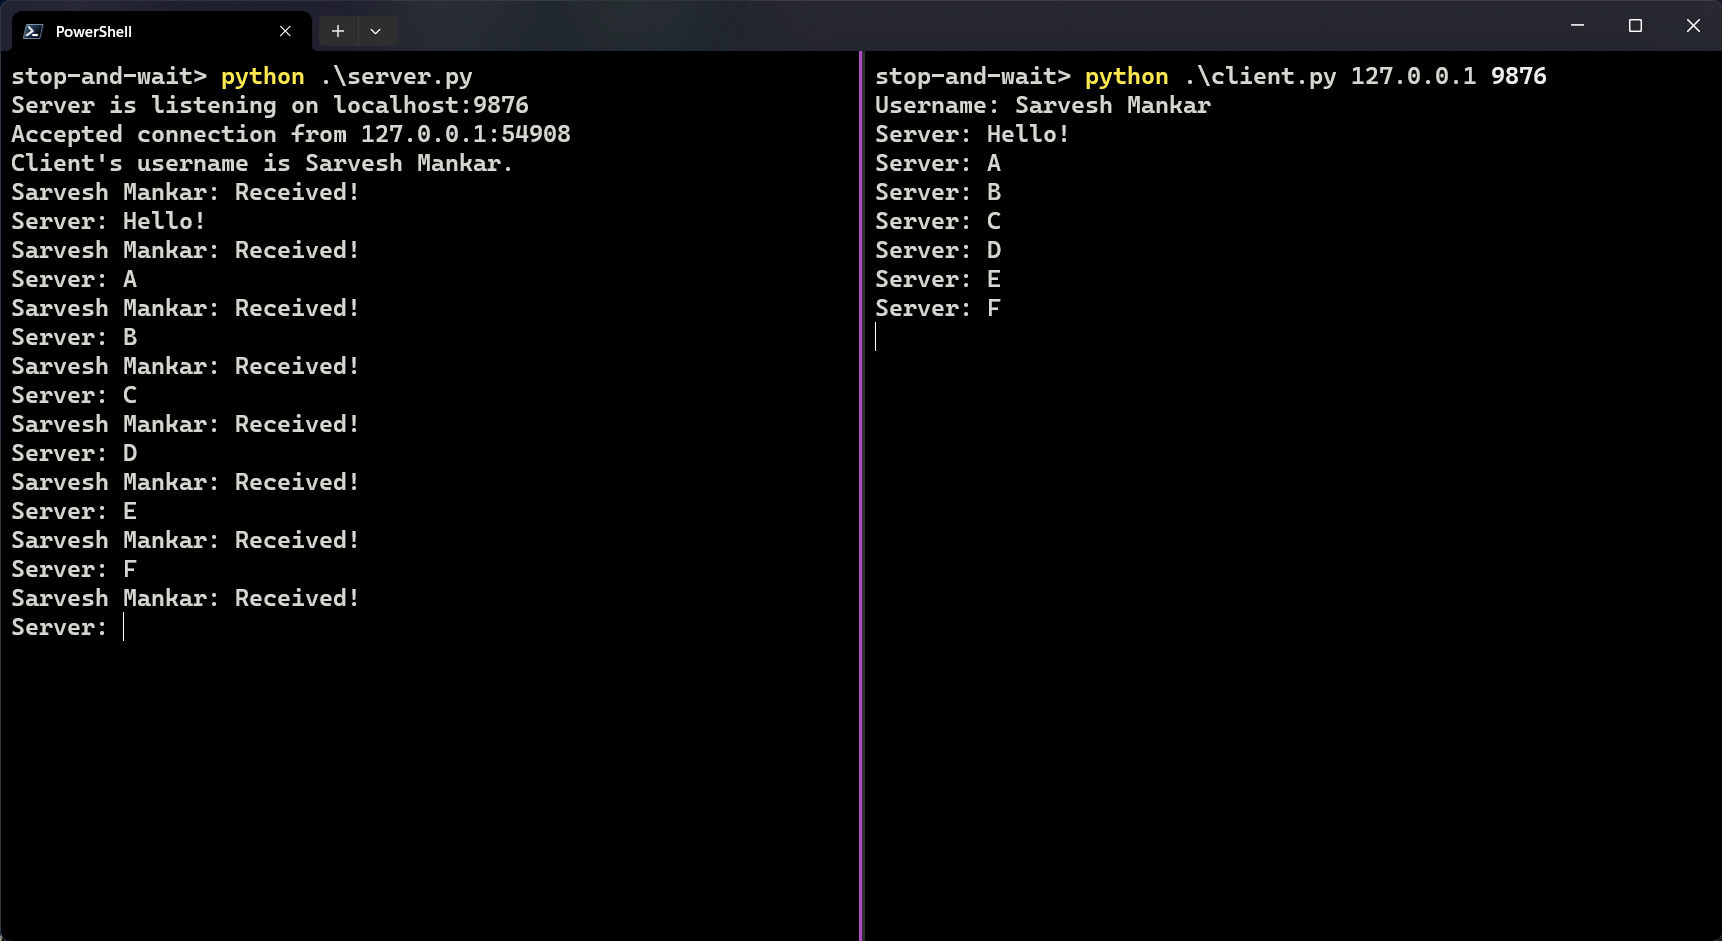 PowerShell
stop-and-wait> python .\server.py
Server is listening on localhost:9876
Accepted connection from 127.0.0.1:54908
Client's username is Sarvesh Mankar.
Sarvesh Mankar: Received!
Server: Hello!
Sarvesh Mankar: Received!
Server: A
Sarvesh Mankar: Received!
Server: B
Sarvesh Mankar: Received!
Server: C
Sarvesh Mankar: Received!
Server: D
Sarvesh Mankar: Received!
Server: E
Sarvesh Mankar: Received!
Server: F
Sarvesh Mankar: Received!
Server:
stop-and-wait> python .\client.py 127.0.0.1 9876
Username: Sarvesh Mankar
Server: Hello!
Server: A
Server: B
Server: C
Server: D
Server: E
Server: F